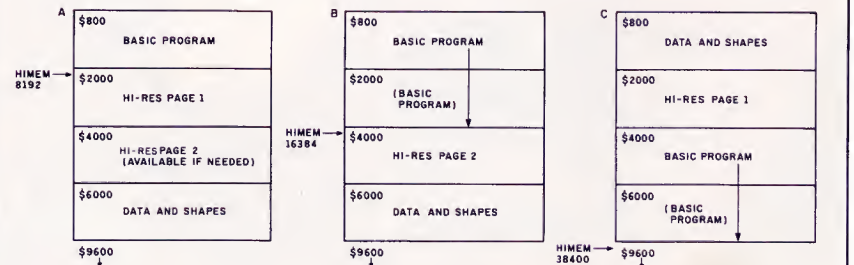 A
$800
BASIC PROGRAM
HIMEM
8192
$2000
HI-RES PAGE 1
$4000
HI-RES PAGE 2
(AVAILABLE IF NEEDED)
$6000
DATA AND SHAPES
$9600
B
$800
BASIC PROGRAM
$2000
(BASIC
PROGRAM)
HIMEM
16384
$4000
HI-RES PAGE 2
$6000
DATA AND SHAPES
$9600
C
$800
DATA AND SHAPES
$2000
HI-RES PAGE 1
$4000
BASIC PROGRAM
$6000
(BASIC
PROGRAM)
HIMEM
38400
$9600